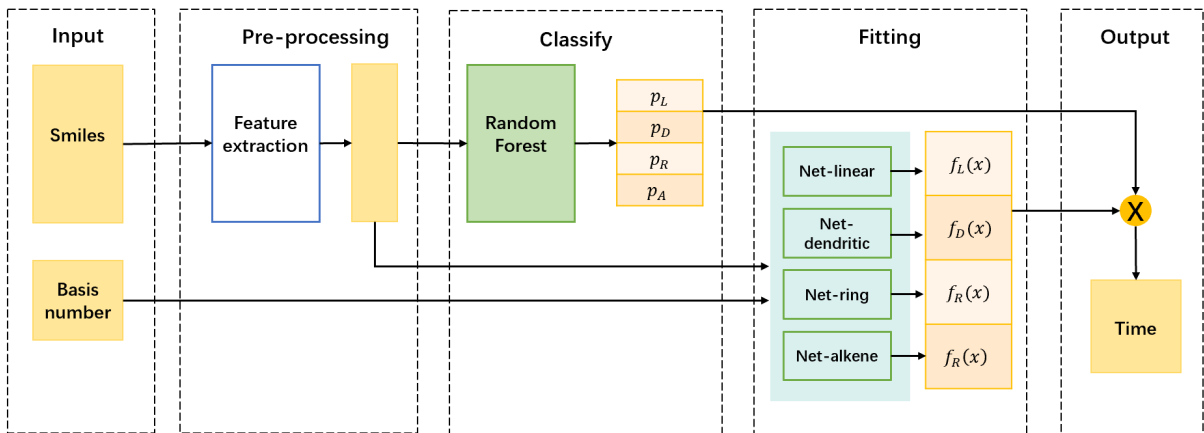 Input
Pre-processing
Classify
Fitting
Output
Smiles
Feature
extraction
Random
Forest
p_L
p_D
p_R
p_A
Basis
number
Net-linear
Net-
dendritic
Net-ring
Net-alkene
f_L(x)
f_D(x)
f_R(x)
f_R(x)
X
Time